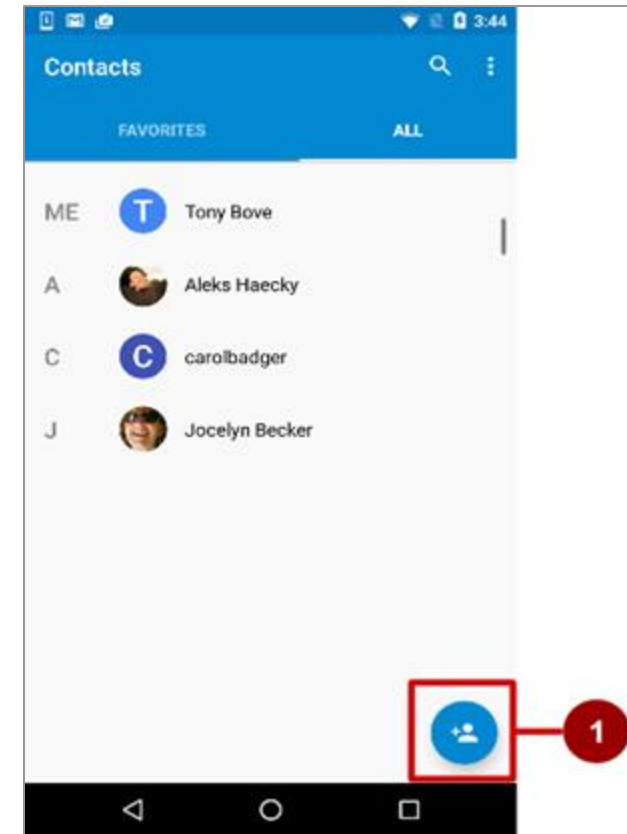 3:44
Contacts
FAVORITES ALL
ME T Tony Bove
A Aleks Haecky
C C carolbadger
J Jocelyn Becker
1